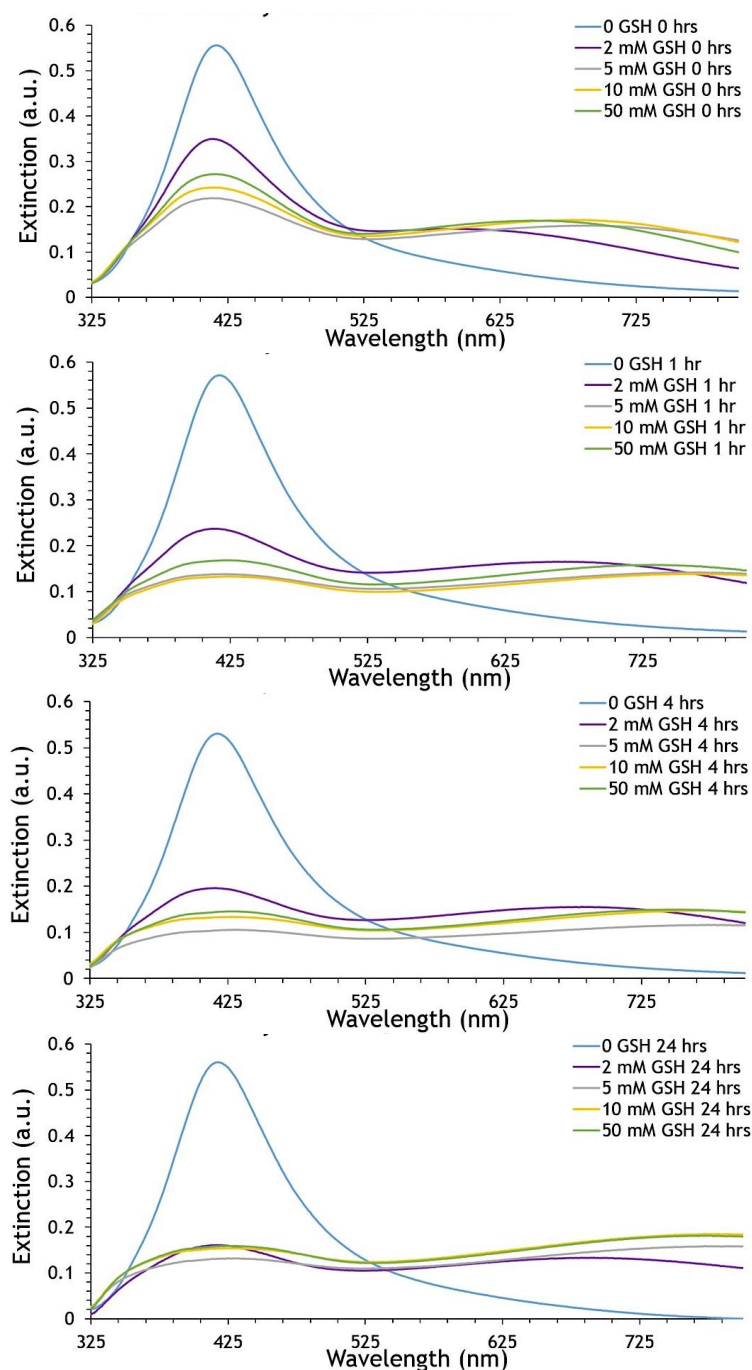 0.6
0.5
0.4
0.3
0.2
0.1
0
Extinction (a.u.)
325
425
525
625
725
Wavelength (nm)
0 GSH 0 hrs
2 mM GSH 0 hrs
5 mM GSH 0 hrs
10 mM GSH 0 hrs
50 mM GSH 0 hrs
0.6
0.5
0.4
0.3
0.2
0.1
0
Extinction (a.u.)
325
425
525
625
725
Wavelength (nm)
0 GSH 1 hr
2 mM GSH 1 hr
5 mM GSH 1 hr
10 mM GSH 1 hr
50 mM GSH 1 hr
0.6
0.5
0.4
0.3
0.2
0.1
0
Extinction (a.u.)
325
425
525
625
725
Wavelength (nm)
0 GSH 4 hrs
2 mM GSH 4 hrs
5 mM GSH 4 hrs
10 mM GSH 4 hrs
50 mM GSH 4 hrs
0.6
0.5
0.4
0.3
0.2
0.1
0
Extinction (a.u.)
325
425
525
625
725
Wavelength (nm)
0 GSH 24 hrs
2 mM GSH 24 hrs
5 mM GSH 24 hrs
10 mM GSH 24 hrs
50 mM GSH 24 hrs